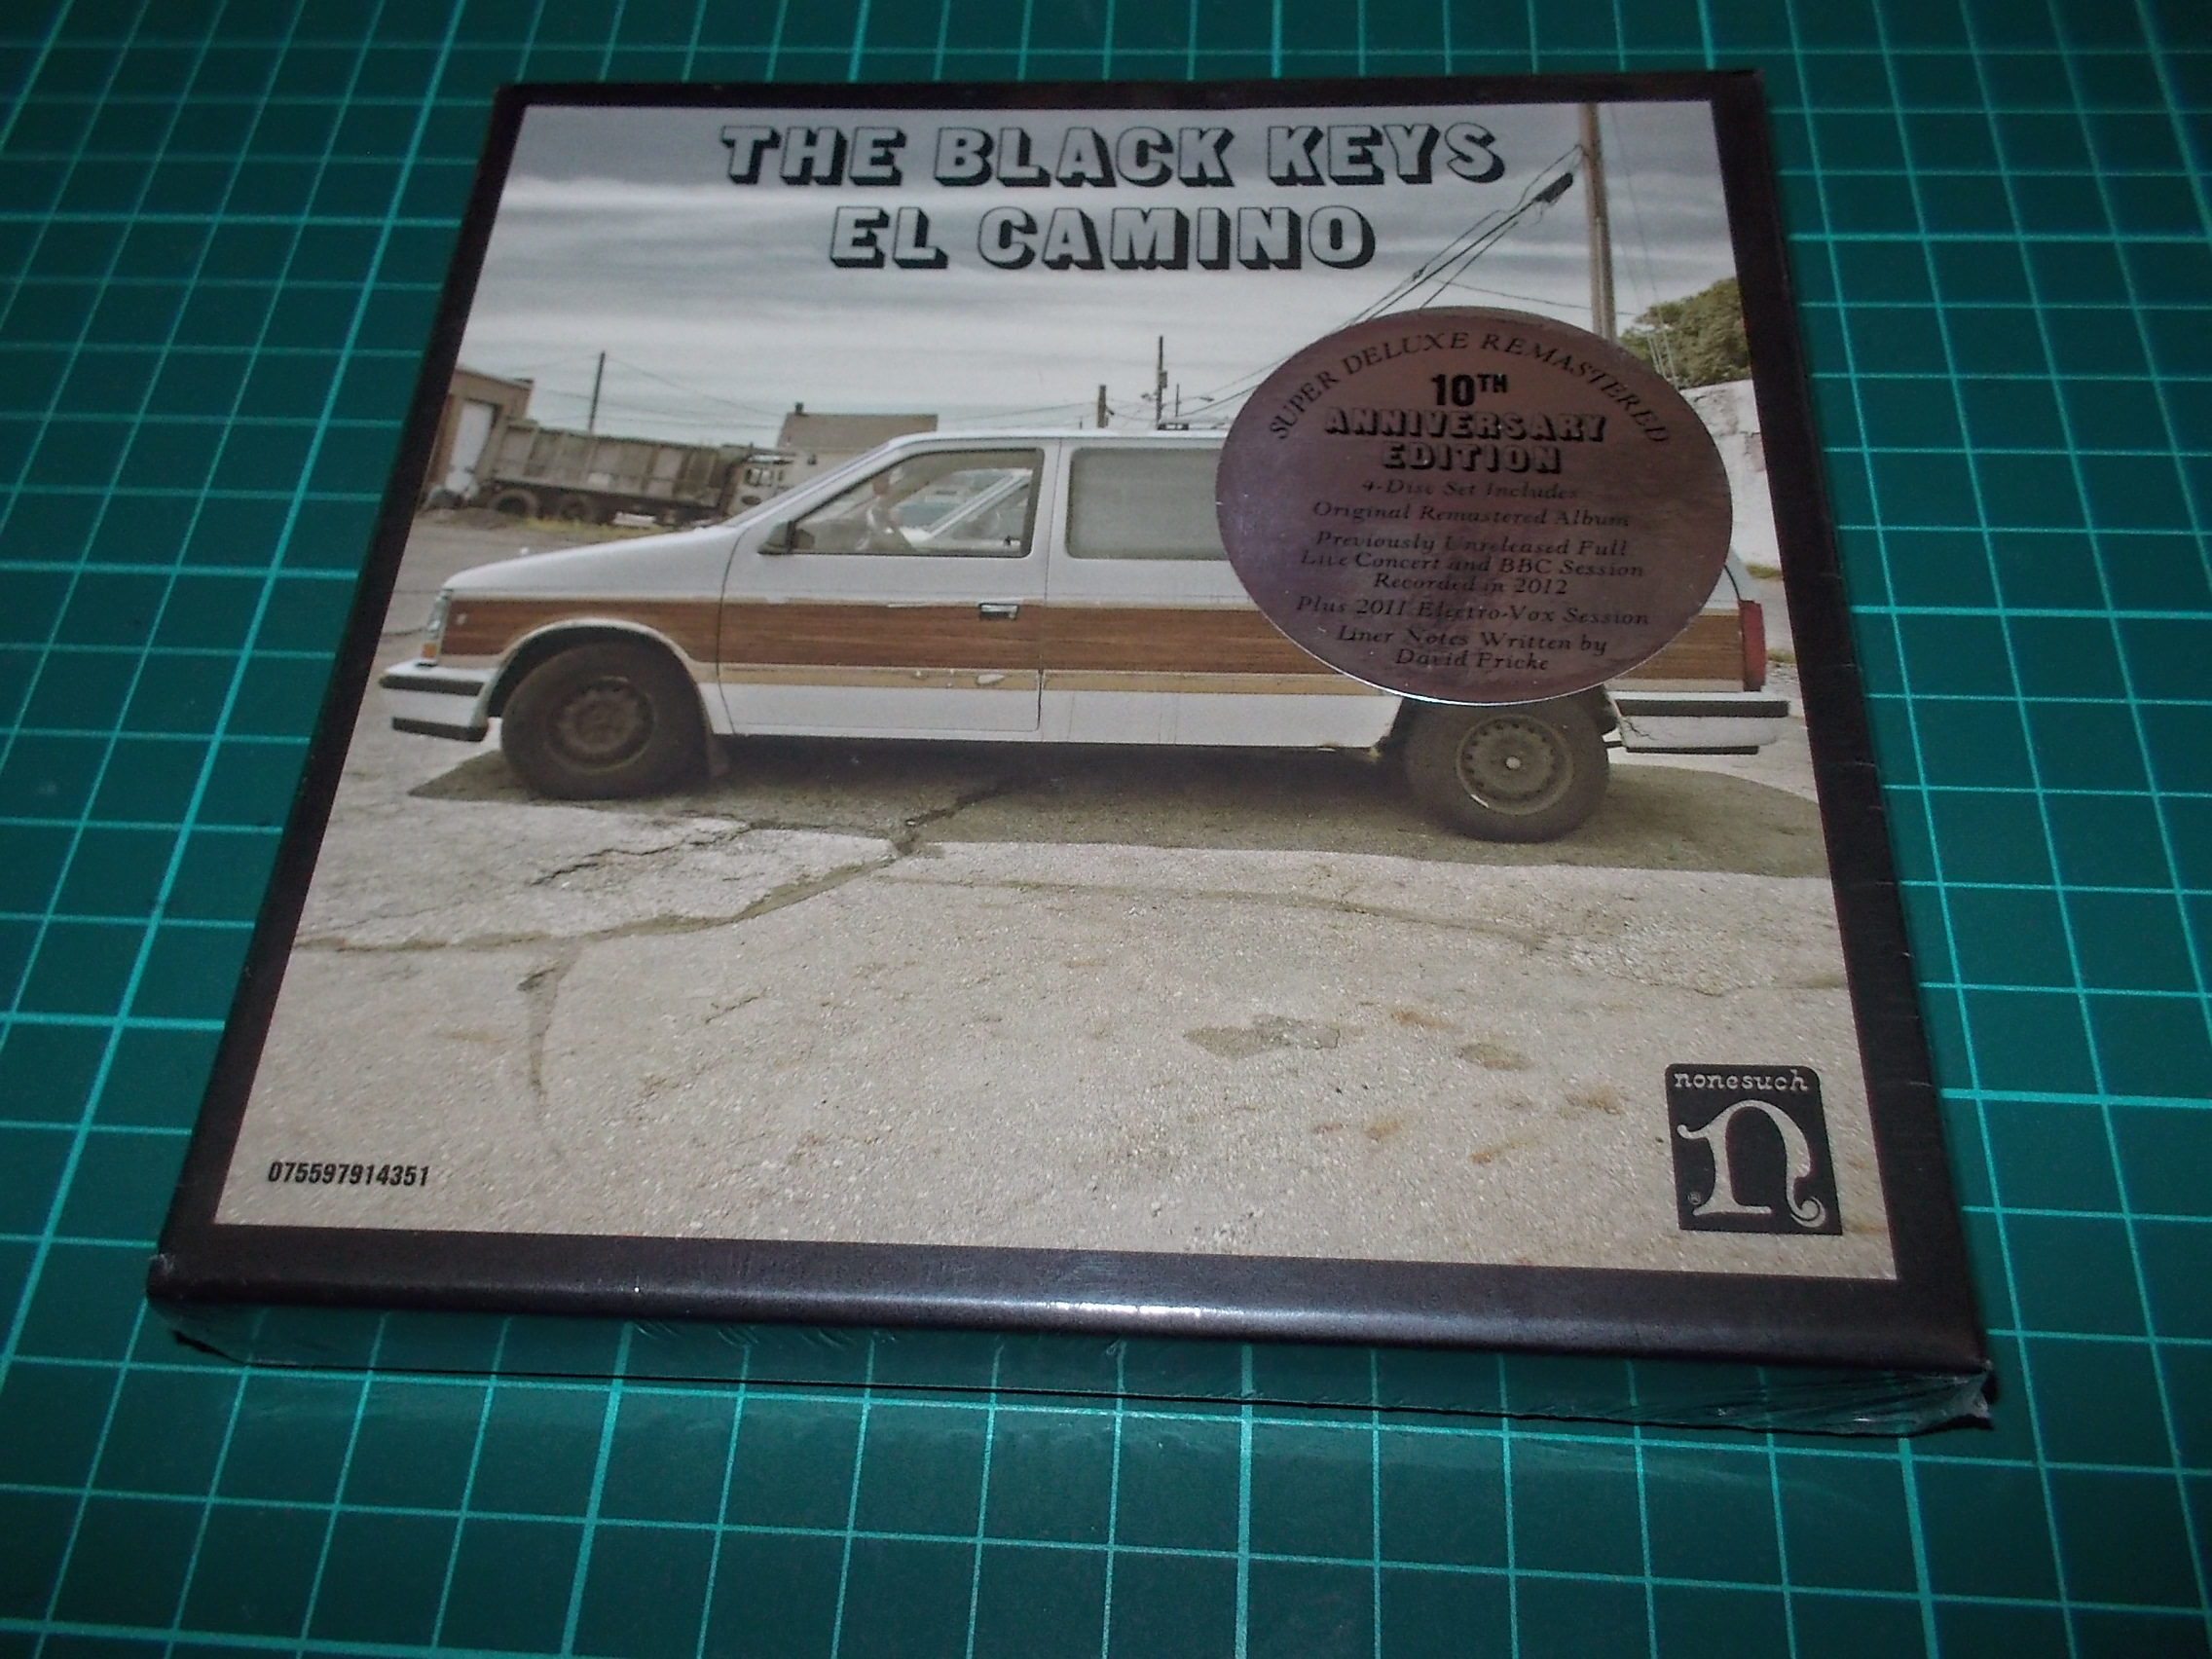 THE BLACK KEYS
EL CAMINO
SUPER DELUXE REMASTERED
10TH
ANNIVERSARY
EDITION
4-Disc Set Includes
Original Remastered Album
Previously Unreleased Full
Live Concert and BBC Session
Recorded in 2012
Plus 2011 Electro-Vox Session
Liner Notes Written by
David Fricke
nonesuch
n
®
075597914351